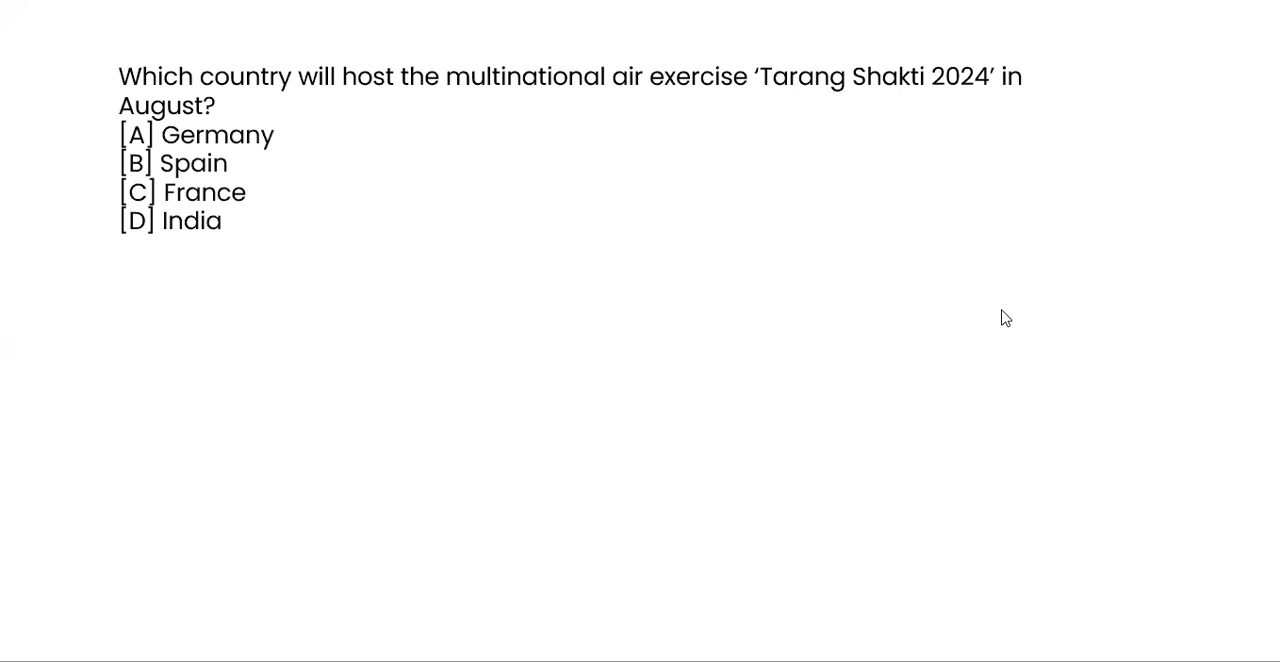 Which country will host the multinational air exercise ‘Tarang Shakti 2024’ in
August?
[A] Germany
[B] Spain
[C] France
[D] India